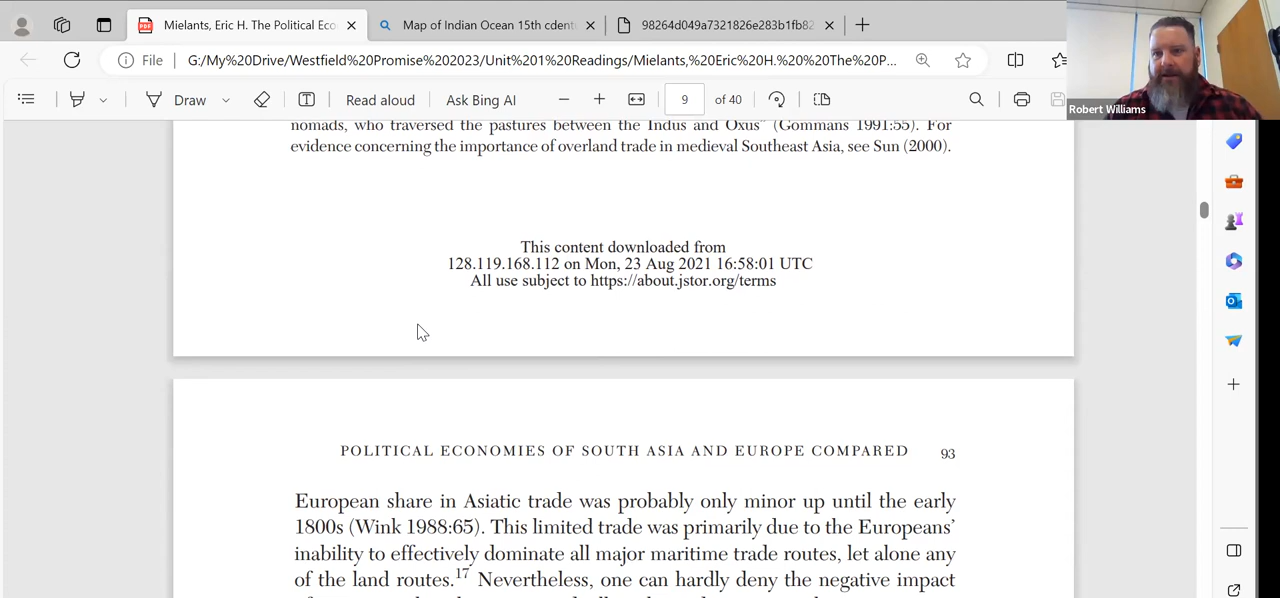 Mielants, Eric H. The Political Eco
Map of Indian Ocean 15th cdent
98264d049a7321826e283b1fb82
File
G:/My%20Drive/Westfield%20Promise%202023/Unit%201%20Readings/Mielants,%20Eric%20H.%20%20The%20P...
Draw
Read aloud
Ask Bing AI
9
of 40
Robert Williams
nomads, who traversed the pastures between the Indus and Oxus" (Gommans 1991:55). For
evidence concerning the importance of overland trade in medieval Southeast Asia, see Sun (2000).
This content downloaded from
128.119.168.112 on Mon, 23 Aug 2021 16:58:01 UTC
All use subject to https://about.jstor.org/terms
POLITICAL ECONOMIES OF SOUTH ASIA AND EUROPE COMPARED 93
European share in Asiatic trade was probably only minor up until the early
1800s (Wink 1988:65). This limited trade was primarily due to the Europeans'
inability to effectively dominate all major maritime trade routes, let alone any
of the land routes.17 Nevertheless, one can hardly deny the negative impact